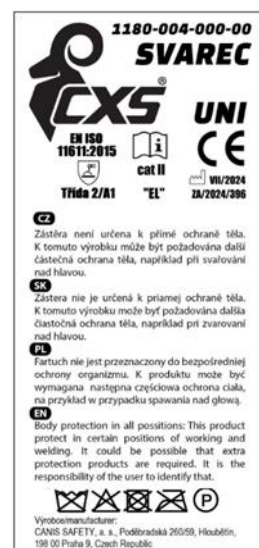 1180-004-000-00
SVAREC
CXS®
UNI
EN ISO
11611:2015
cat II
CE
VII/2024
Třída 2/A1
"EL"
ZA/2024/396
CZ
Zástěra není určena k přímé ochraně těla.
K tomuto výrobku může být požadována další
částečná ochrana těla, například při svařování
nad hlavou.
SK
Zástera nie je určená k priamej ochraně tela.
K tomuto výrobku može byť požadována dalšia
čiastočná ochrana tela, napríklad pri zvarovaní
nad hlavou.
PL
Fartuch nie jest przeznaczony do bezpośredniej
ochrony organizmu. K produktu może być
wymagana następna częściowa ochrona ciała,
na przyklad w przypadku spawania nad głową.
EN
Body protection in all possitions: This product
protect in certain positions of working and
welding. It could be possible that extra
protection products are required. It is the
responsibility of the user to identify that.
P
Výrobce/manufacturer:
CANIS SAFETY, a. s., Poděbradská 260/59, Hloubětín,
198 00 Praha 9, Czech Republic